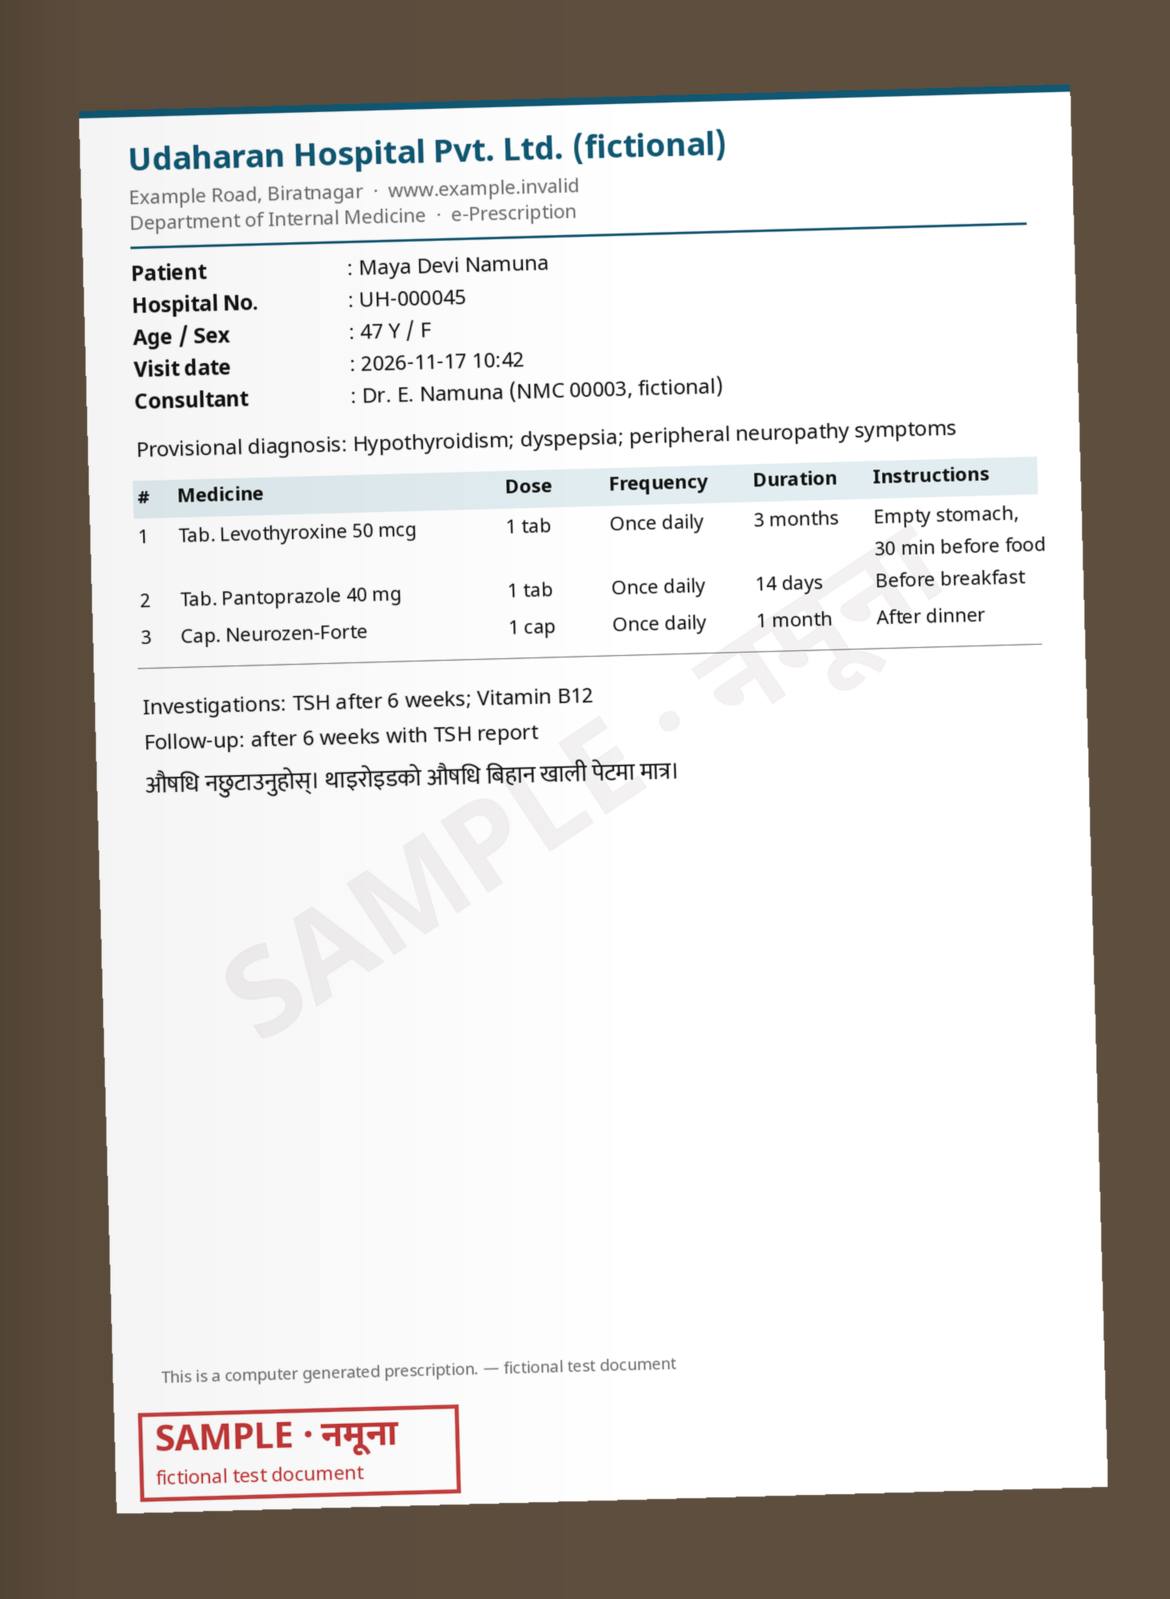 Udaharan Hospital Pvt. Ltd. (fictional)
Example Road, Biratnagar · www.example.invalid
Department of Internal Medicine · e-Prescription
Patient : Maya Devi Namuna
Hospital No. : UH-000045
Age / Sex : 47 Y / F
Visit date : 2026-11-17 10:42
Consultant : Dr. E. Namuna (NMC 00003, fictional)
Provisional diagnosis: Hypothyroidism; dyspepsia; peripheral neuropathy symptoms
# Medicine Dose Frequency Duration Instructions
1 Tab. Levothyroxine 50 mcg 1 tab Once daily 3 months Empty stomach,
30 min before food
2 Tab. Pantoprazole 40 mg 1 tab Once daily 14 days Before breakfast
3 Cap. Neurozen-Forte 1 cap Once daily 1 month After dinner
Investigations: TSH after 6 weeks; Vitamin B12
Follow-up: after 6 weeks with TSH report
औषधि नछुटाउनुहोस्। थाइरोइडको औषधि बिहान खाली पेटमा मात्र।
SAMPLE · नमूना
This is a computer generated prescription. — fictional test document
SAMPLE · नमूना
fictional test document